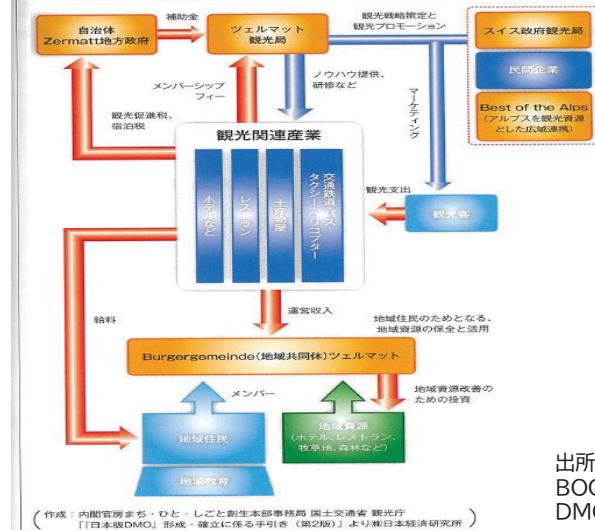 自治体
Zermatt地方政府
補助金
ツェルマット
観光局
観光戦略策定と
観光プロモーション
スイス政府観光局
民間企業
Best of the Alps
(アルプスを観光資源
とした広域連携)
メンバーシップ
フィー
ノウハウ提供、
研修など
マーケティング
観光促進税、
宿泊税
観光関連産業
ホテルなど
レストラン
土産物屋
交通鉄道・バス・
タクシー・ヘリコプター
観光支出
観光客
給料
運営収入
地域住民のためとなる、
地域資源の保全と活用
Burgergemeinde(地域共同体)ツェルマット
メンバー
地域資源改善の
ための投資
地域住民
地域教育
地域資源
(ホテル、レストラン、
牧草地、森林など)
出所
BOO
DMO
(作成:内閣官房まち・ひと・しごと創生本部事務局 国土交通省 観光庁
「「日本版DMO」形成・確立に係る手引き(第2版)」より㈱日本経済研究所)